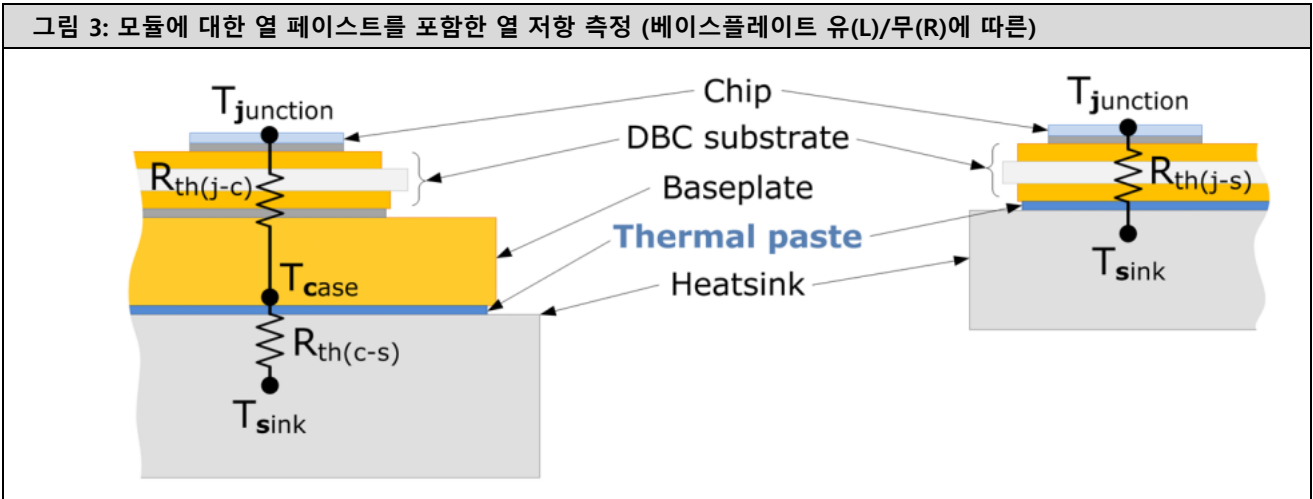 그림 3: 모듈에 대한 열 페이스트를 포함한 열 저항 측정 (베이스플레이트 유(L)/무(R)에 따른)
Tjunction
Rth(j-c)
Tcase
Rth(c-s)
Tsink
Chip
DBC substrate
Baseplate
Thermal paste
Heatsink
Tjunction
Rth(j-s)
Tsink